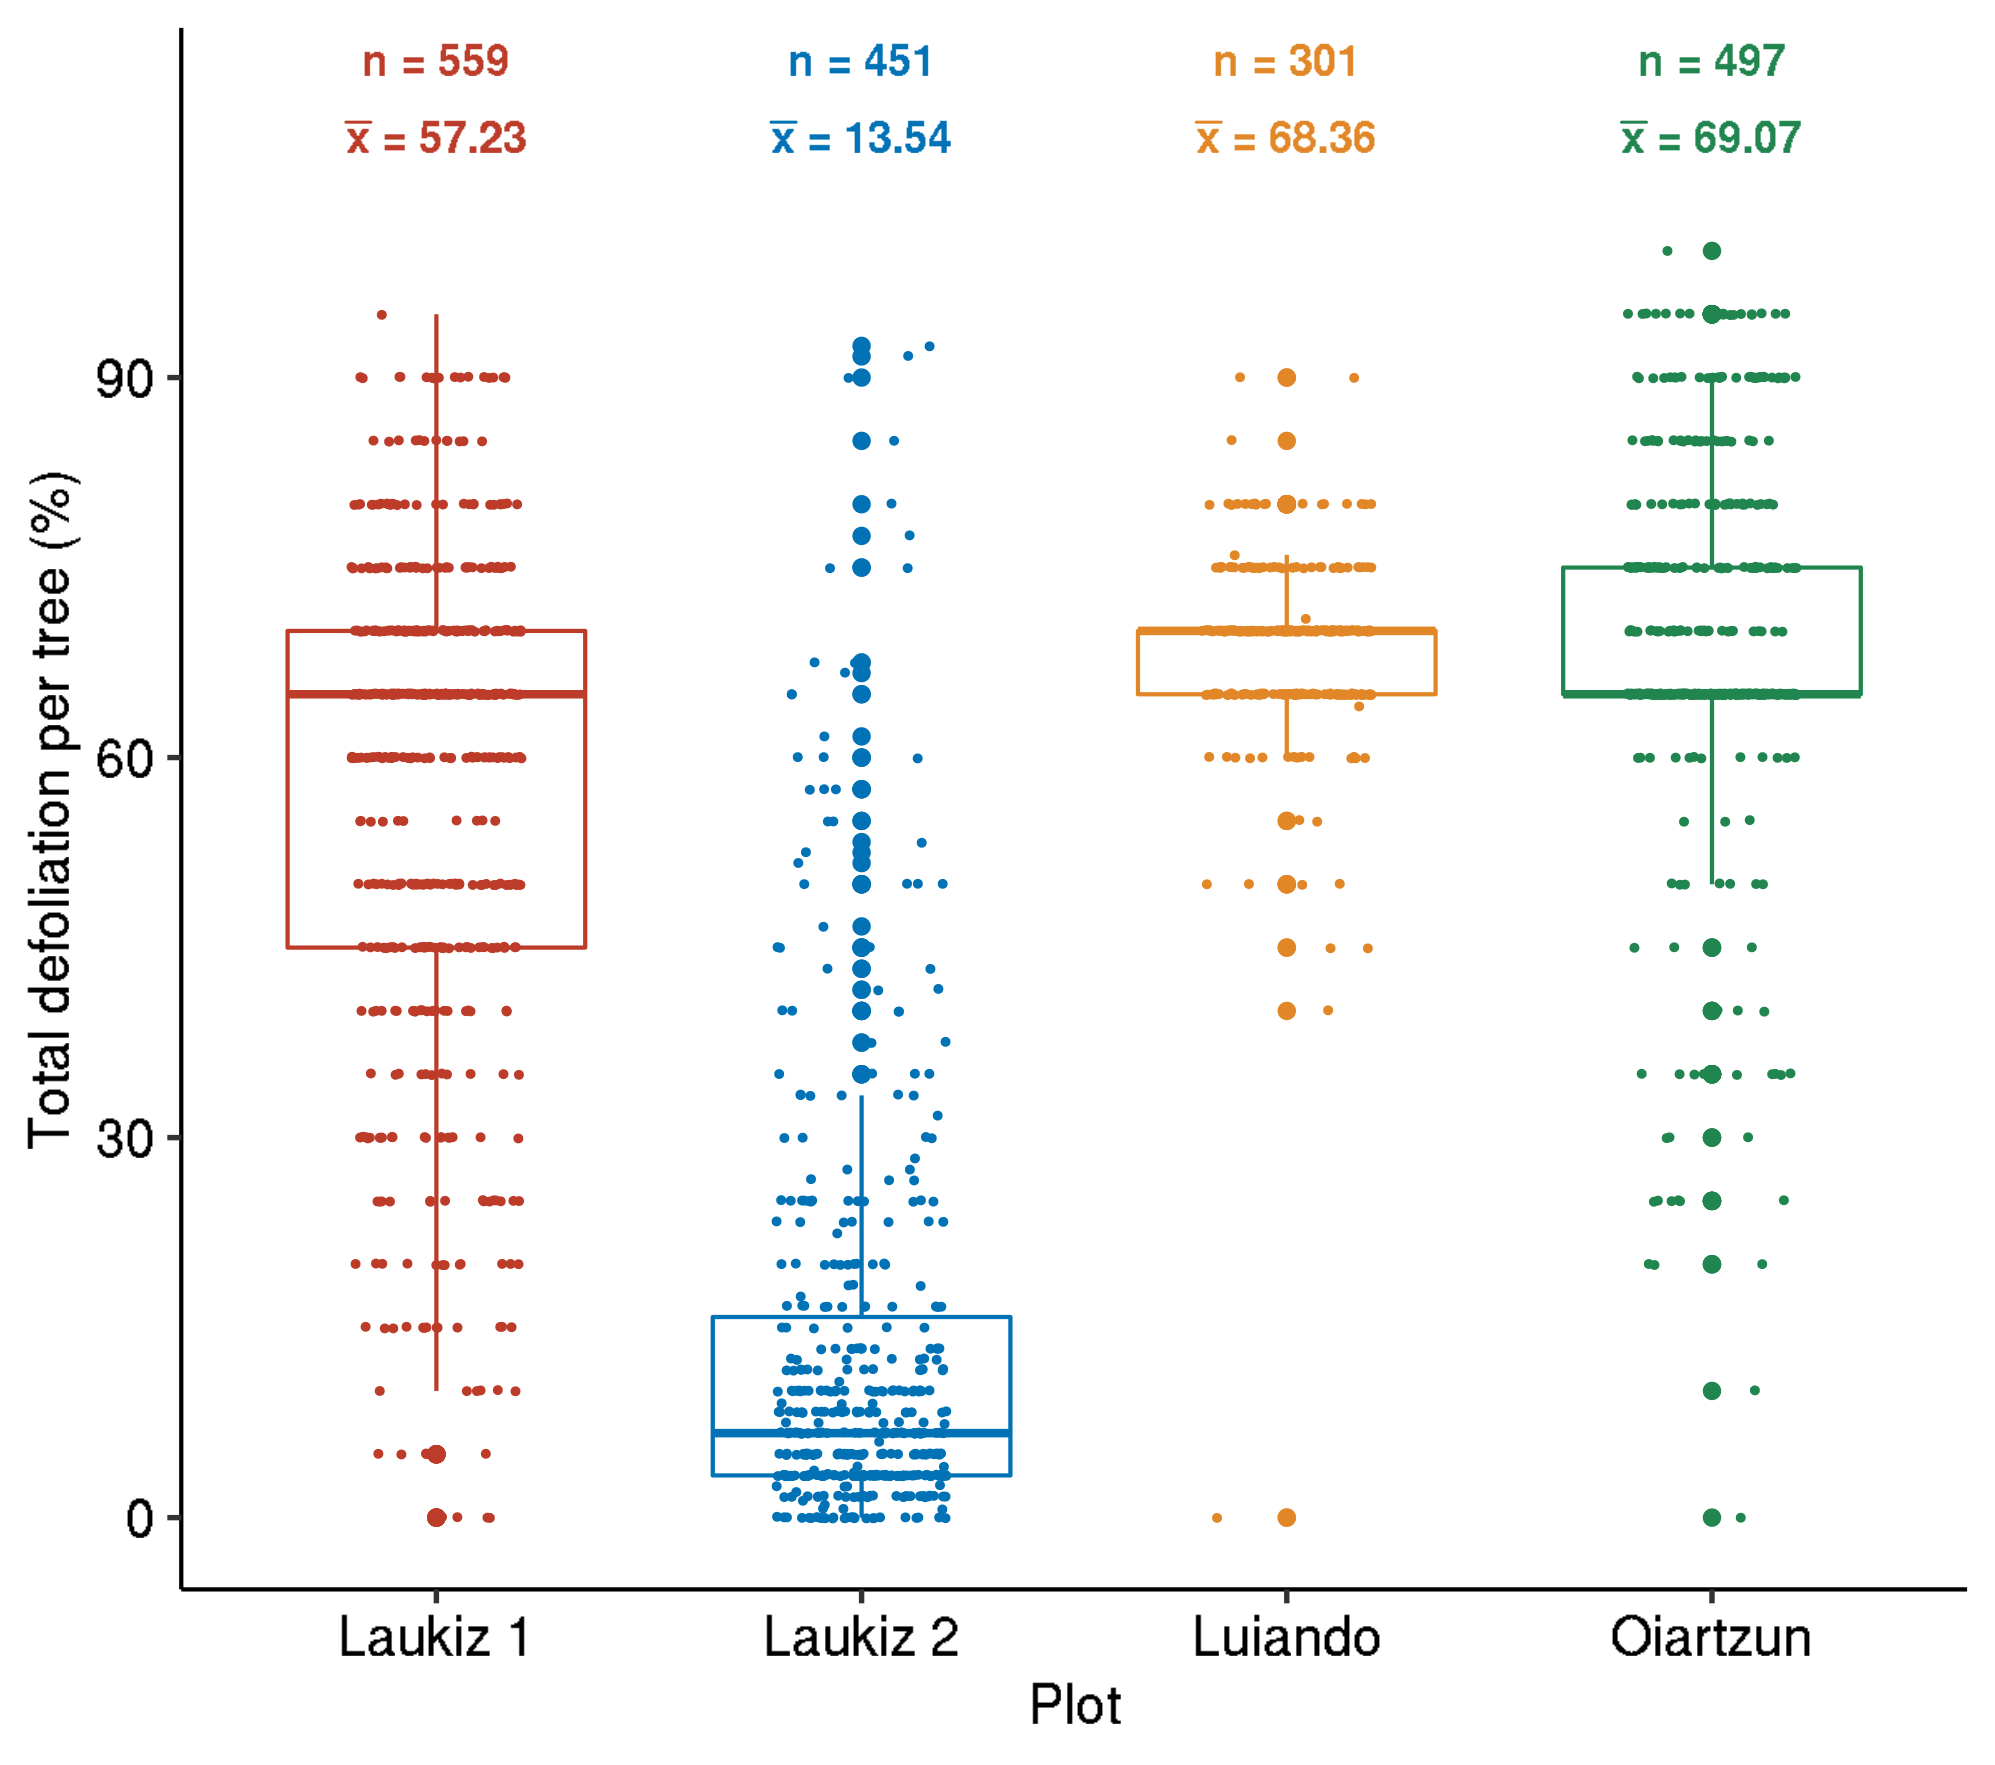 n = 559 n = 451 n = 301 n = 497
x̅ = 57.23 x̅ = 13.54 x̅ = 68.36 x̅ = 69.07
Total defoliation per tree (%)
90
60
30
0
Laukiz 1 Laukiz 2 Luiando Oiartzun
Plot